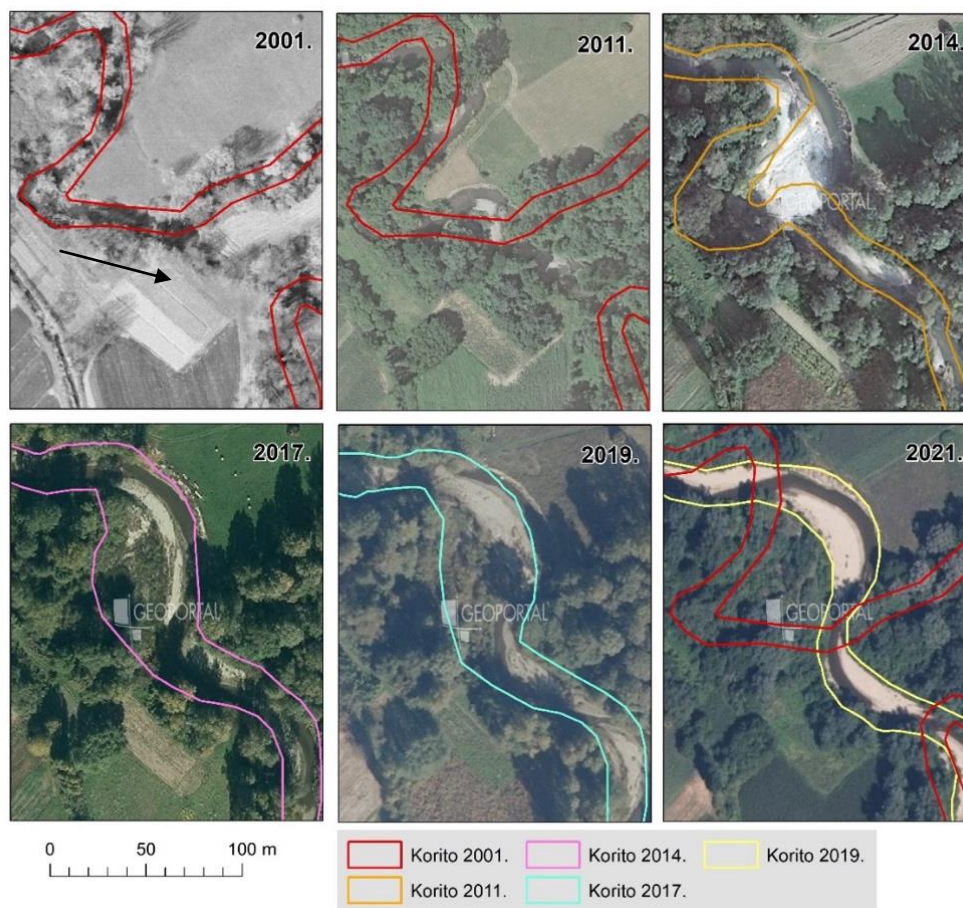 2001.
2011.
2014.
GEOPORTAL
2017.
2019.
2021.
GEOPORTAL
GEOPORTAL
GEOPORTAL
0 50 100 m
Korito 2001.
Korito 2014.
Korito 2019.
Korito 2011.
Korito 2017.